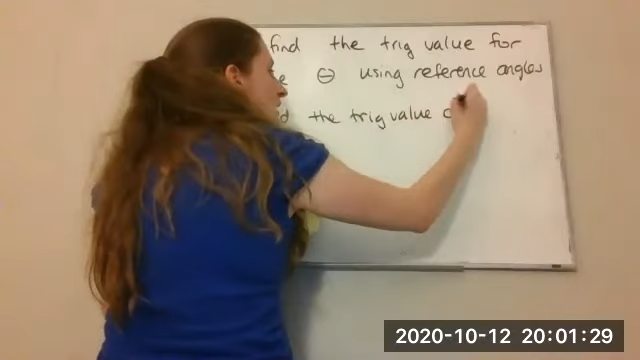 find the trig value for
θ using reference angles
the trig value
2020-10-12 20:01:29